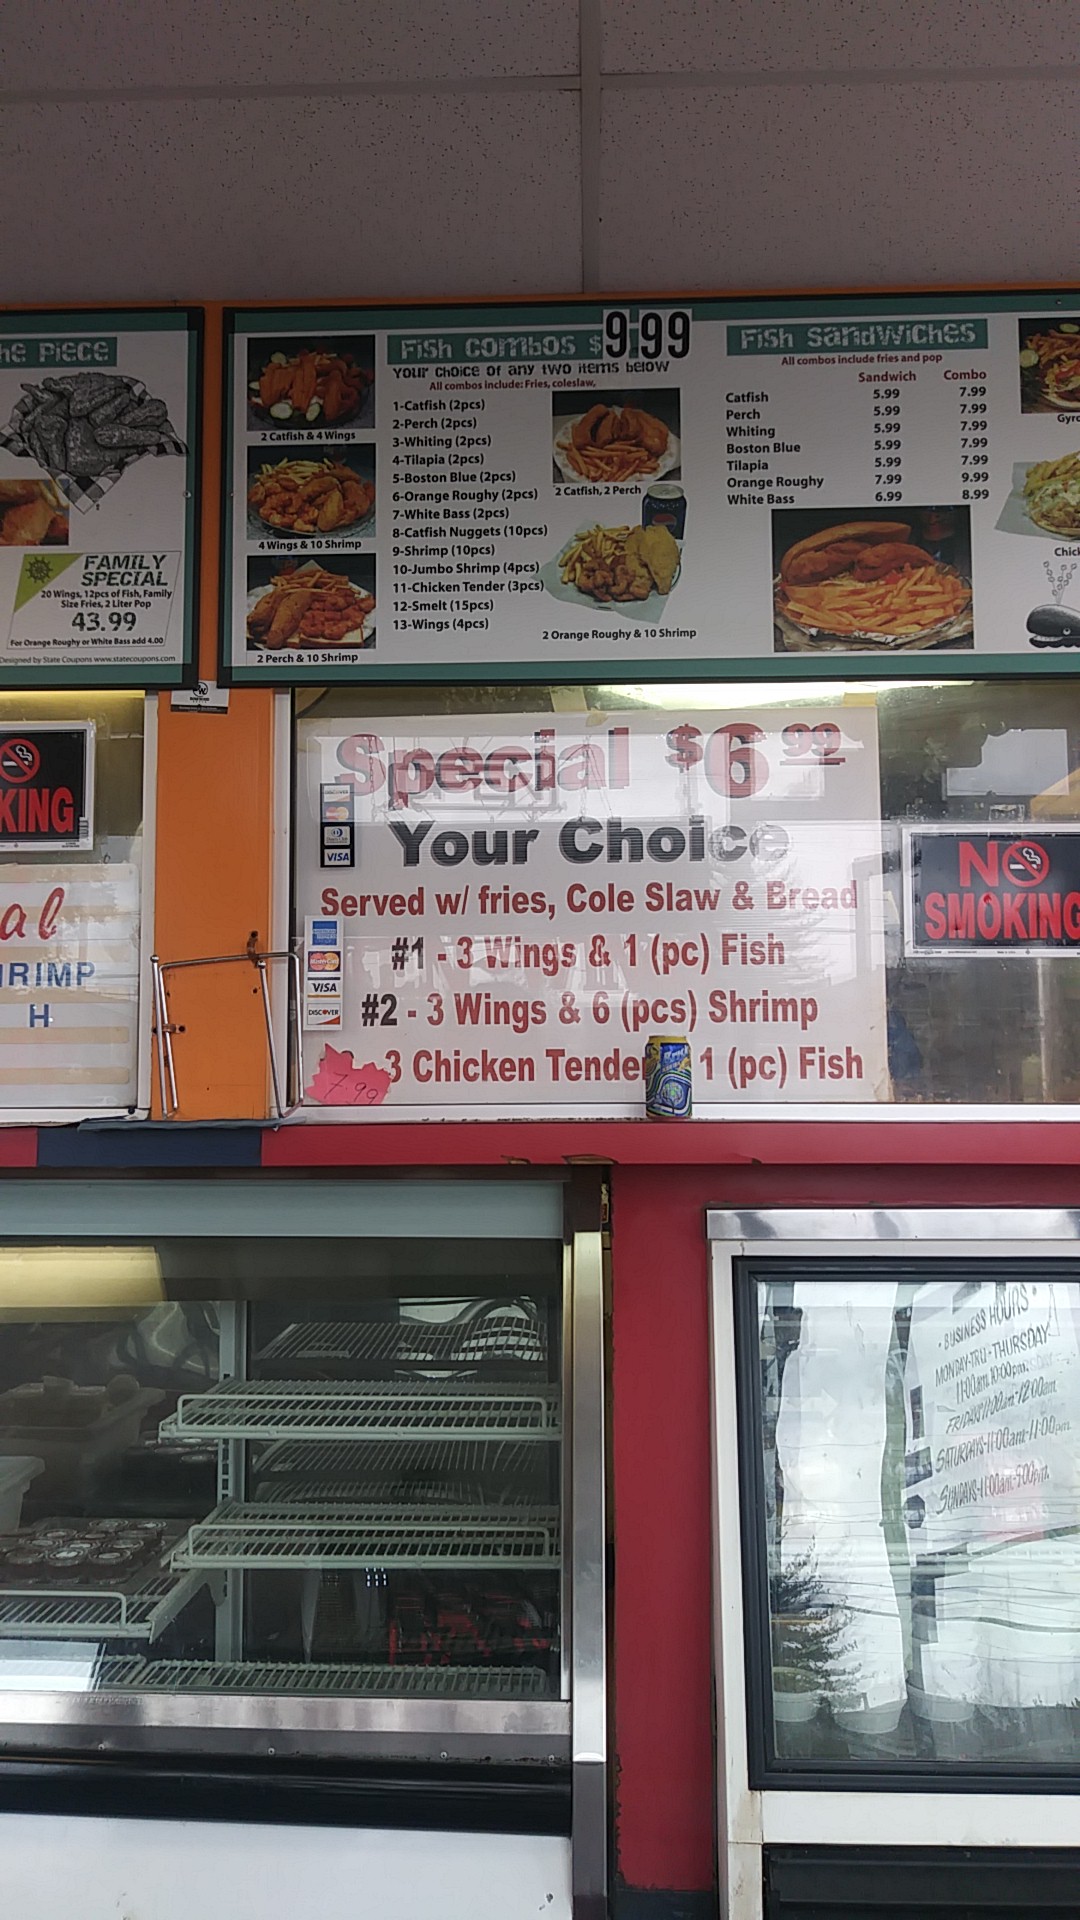 he Piece
FAMILY
SPECIAL
20 Wings, 12pcs of Fish, Family
Size Fries, 2 Liter Pop
43.99
For Orange Roughy or White Bass add 4.00
Designed by State Coupons www.statecoupons.com
2 Catfish & 4 Wings
4 Wings & 10 Shrimp
2 Perch & 10 Shrimp
Fish Combos $9.99
Your Choice of any two items below
All combos include: Fries, coleslaw,
1-Catfish (2pcs)
2-Perch (2pcs)
3-Whiting (2pcs)
4-Tilapia (2pcs)
5-Boston Blue (2pcs)
6-Orange Roughy (2pcs)
7-White Bass (2pcs)
8-Catfish Nuggets (10pcs)
9-Shrimp (10pcs)
10-Jumbo Shrimp (4pcs)
11-Chicken Tender (3pcs)
12-Smelt (15pcs)
13-Wings (4pcs)
2 Catfish, 2 Perch
2 Orange Roughy & 10 Shrimp
Fish Sandwiches
All combos include fries and pop
Sandwich Combo
Catfish 5.99 7.99
Perch 5.99 7.99
Whiting 5.99 7.99
Boston Blue 5.99 7.99
Tilapia 5.99 7.99
Orange Roughy 7.99 9.99
White Bass 6.99 8.99
Gyro
Chick
KING
al
HRIMP
H
Special $6 99
Your Choice
Served w/ fries, Cole Slaw & Bread
#1 - 3 Wings & 1 (pc) Fish
#2 - 3 Wings & 6 (pcs) Shrimp
3 Chicken Tender 1 (pc) Fish
7.99
DISCOVER
VISA
MasterCard
VISA
DISCOVER
NO
SMOKING
• BUSINESS HOURS •
MONDAY-TRU-THURSDAY
11:00am-10:00pm
FRIDAYS 11:00am-12:00am
SATURDAYS-11:00am-11:00pm
SUNDAYS-11:00am-8:00pm